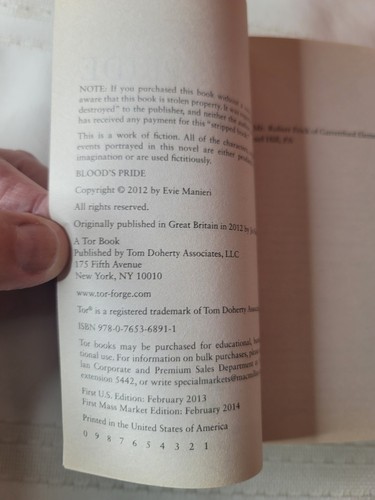 NOTE: If you purchased this book without a
aware that this book is stolen property. It was
destroyed" to the publisher, and neither the
has received any payment for this "stripped
This is a work of fiction. All of the characters,
events portrayed in this novel are either
imagination or are used fictitiously.
BLOOD'S PRIDE
Copyright © 2012 by Evie Manieri
All rights reserved.
Originally published in Great Britain in 2012 by
A Tor Book
Published by Tom Doherty Associates, LLC
175 Fifth Avenue
New York, NY 10010
www.tor-forge.com
Tor® is a registered trademark of Tom Doherty
ISBN 978-0-7653-6891-1
Tor books may be purchased for educational,
tional use. For information on bulk purchases,
lan Corporate and Premium Sales Department
extension 5442, or write specialmarkets@
First U.S. Edition: February 2013
First Mass Market Edition: February 2014
Printed in the United States of America
0 9 8 7 6 5 4 3 2 1